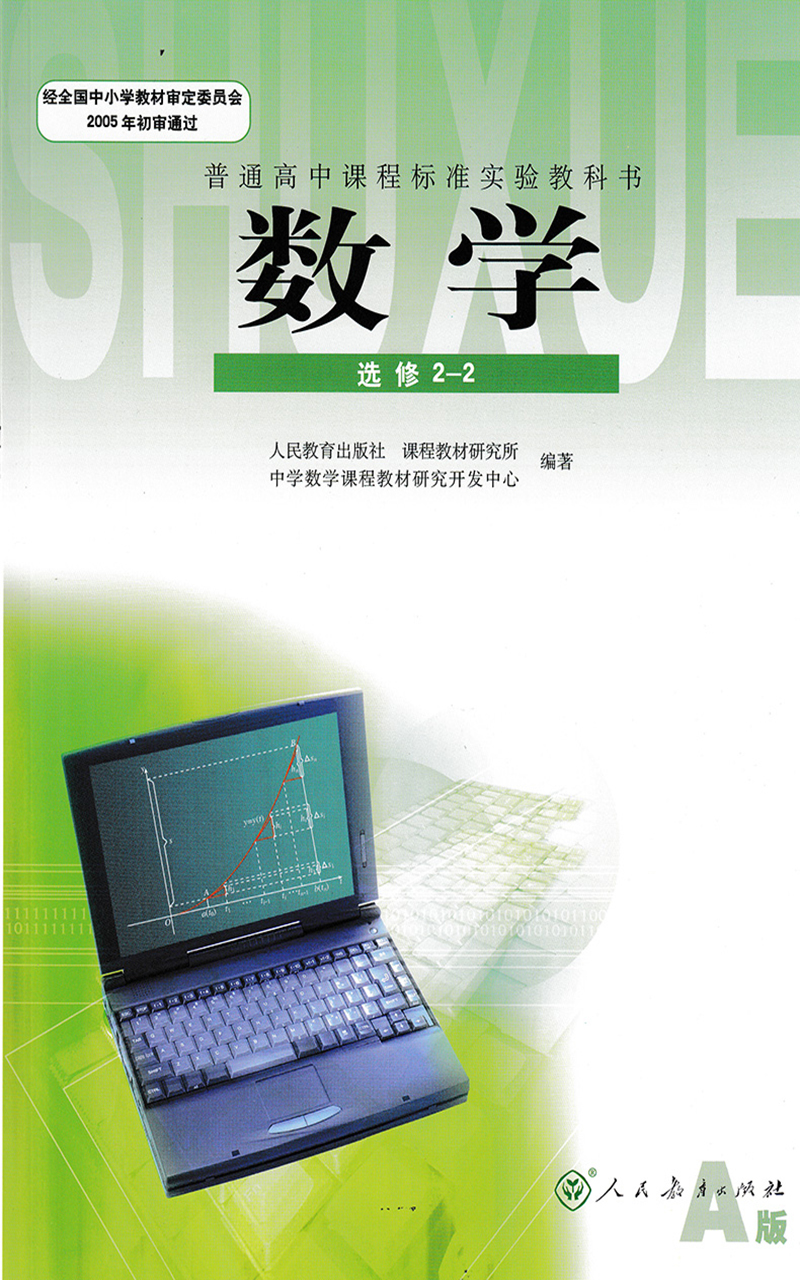 SHUXUE
经全国中小学教材审定委员会
2005年初审通过
普通高中课程标准实验教科书
数学
选修 2-2
人民教育出版社 课程教材研究所
中学数学课程教材研究开发中心
编著
y=y(t)
人民教育出版社
A版